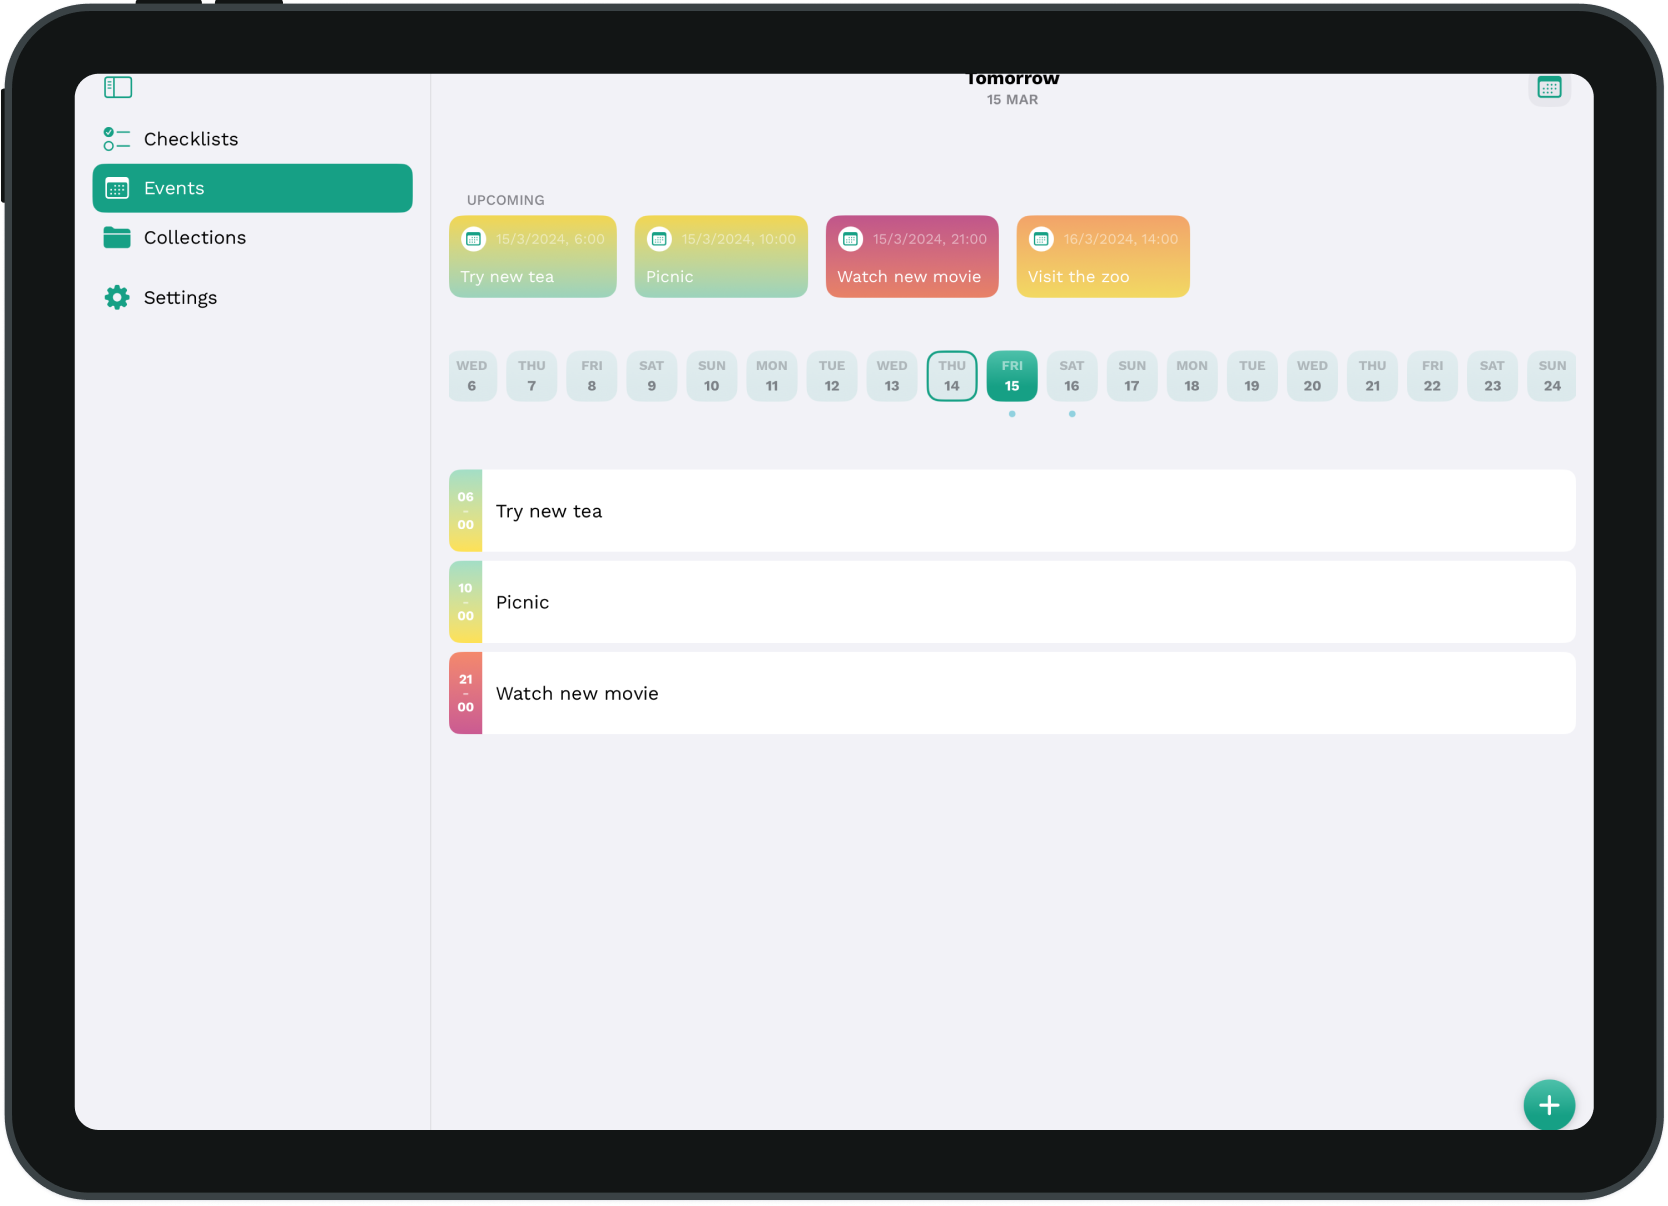 Tomorrow
15 MAR
Checklists
Events
Collections
Settings
UPCOMING
15/3/2024, 6:00
Try new tea
15/3/2024, 10:00
Picnic
15/3/2024, 21:00
Watch new movie
16/3/2024, 14:00
Visit the zoo
WED THU FRI SAT SUN MON TUE WED THU FRI SAT SUN MON TUE WED THU FRI SAT SUN
6 7 8 9 10 11 12 13 14 15 16 17 18 19 20 21 22 23 24
06
-
00
Try new tea
10
-
00
Picnic
21
-
00
Watch new movie